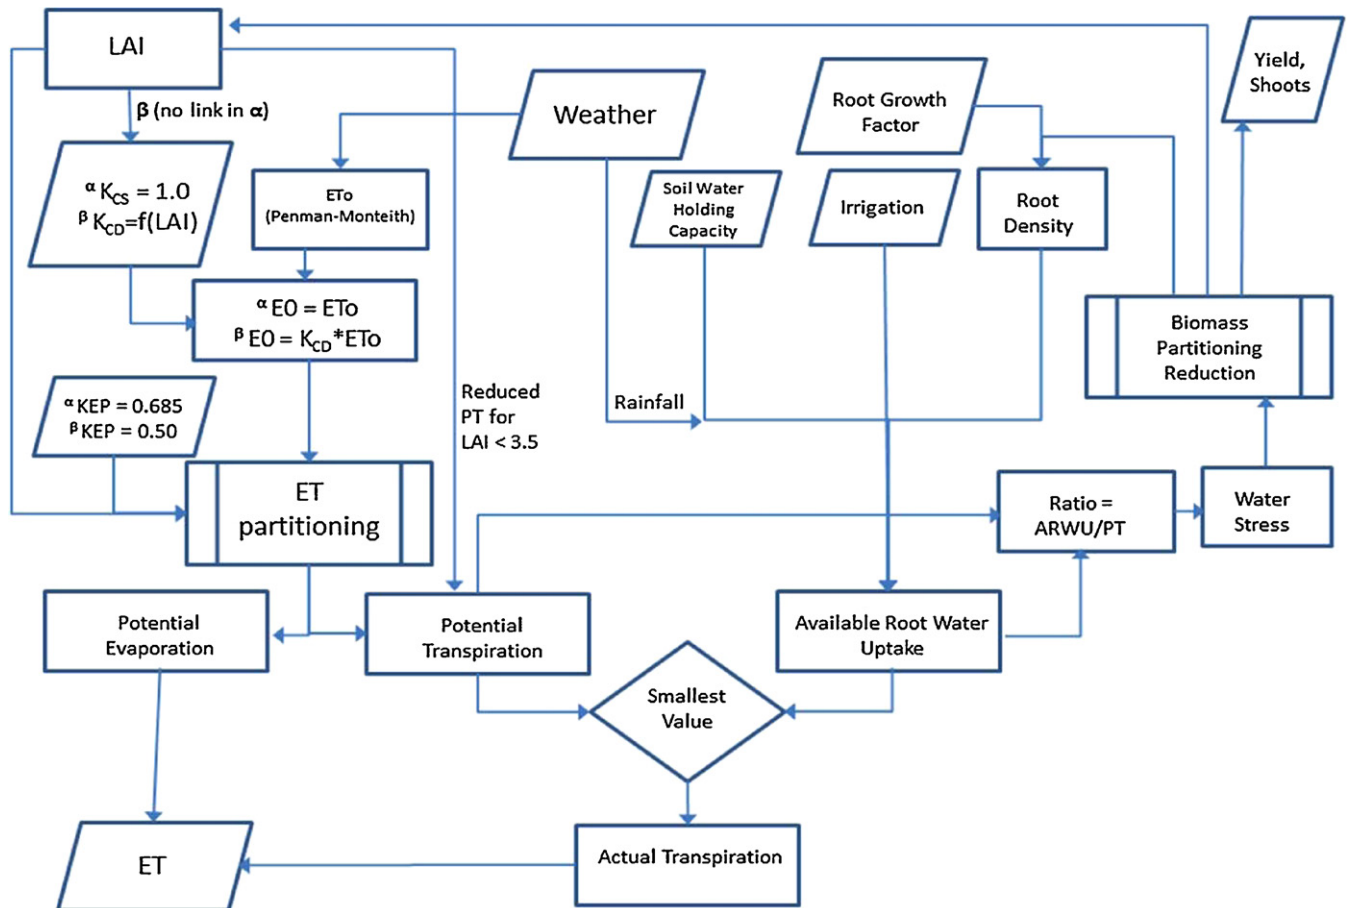 LAI
β (no link in α)
α K_CS = 1.0
β K_CD=f(LAI)
Weather
ETo
(Penman-Monteith)
α E0 = ETo
β E0 = K_CD*ETo
α KEP = 0.685
β KEP = 0.50
ET
partitioning
Reduced
PT for
LAI < 3.5
Rainfall
Soil Water
Holding
Capacity
Root Growth
Factor
Irrigation
Root
Density
Yield,
Shoots
Biomass
Partitioning
Reduction
Water
Stress
Ratio =
ARWU/PT
Potential
Evaporation
Potential
Transpiration
Available Root Water
Uptake
Smallest
Value
Actual Transpiration
ET